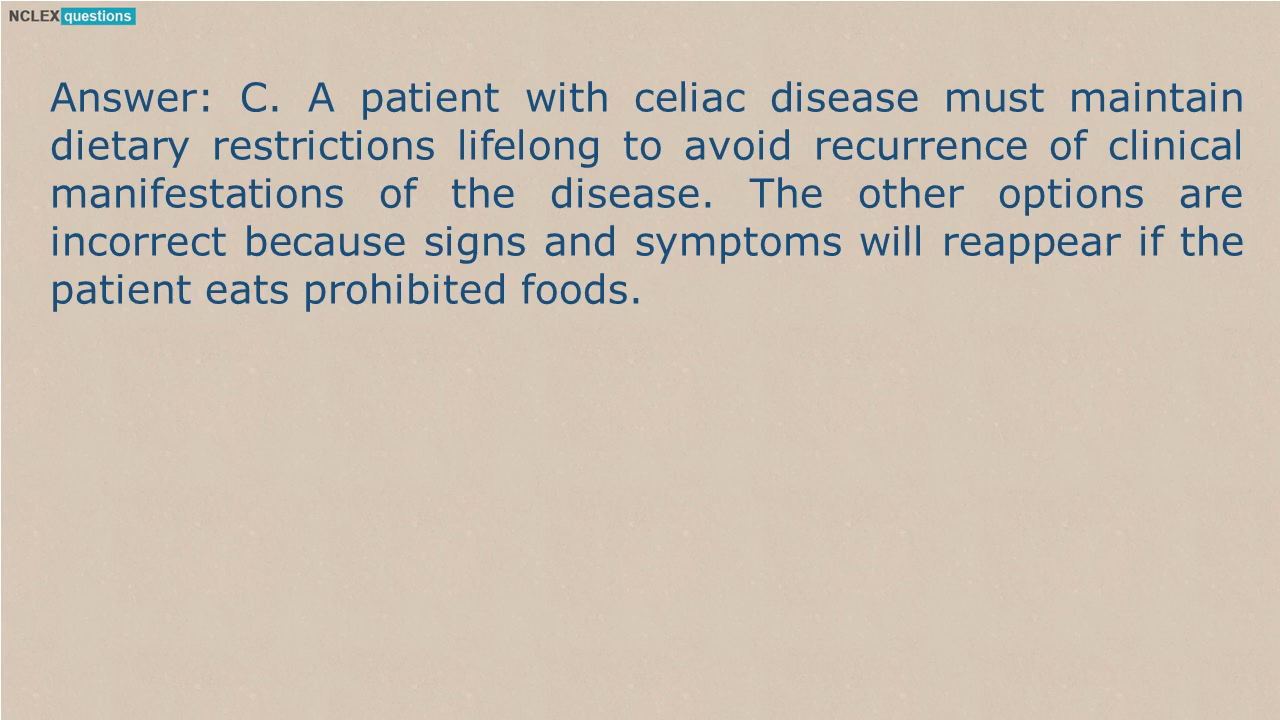 NCLEX questions
Answer: C. A patient with celiac disease must maintain
dietary restrictions lifelong to avoid recurrence of clinical
manifestations of the disease. The other options are
incorrect because signs and symptoms will reappear if the
patient eats prohibited foods.